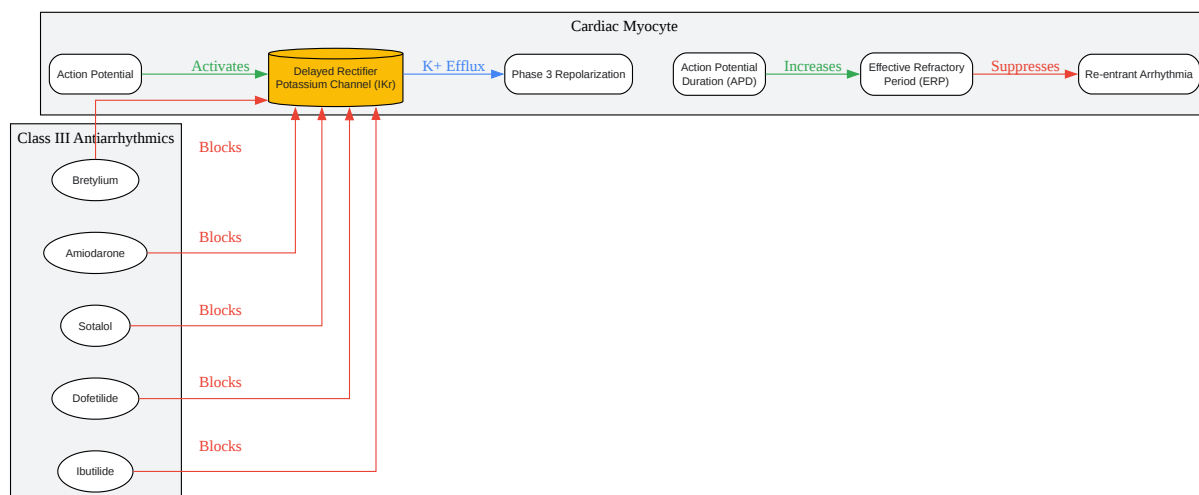 Cardiac Myocyte
Action Potential
Activates
Delayed Rectifier
Potassium Channel (IKr)
K+ Efflux
Phase 3 Repolarization
Action Potential
Duration (APD)
Increases
Effective Refractory
Period (ERP)
Suppresses
Re-entrant Arrhythmia
Class III Antiarrhythmics
Blocks
Bretylium
Blocks
Amiodarone
Blocks
Sotalol
Blocks
Dofetilide
Blocks
Ibutilide